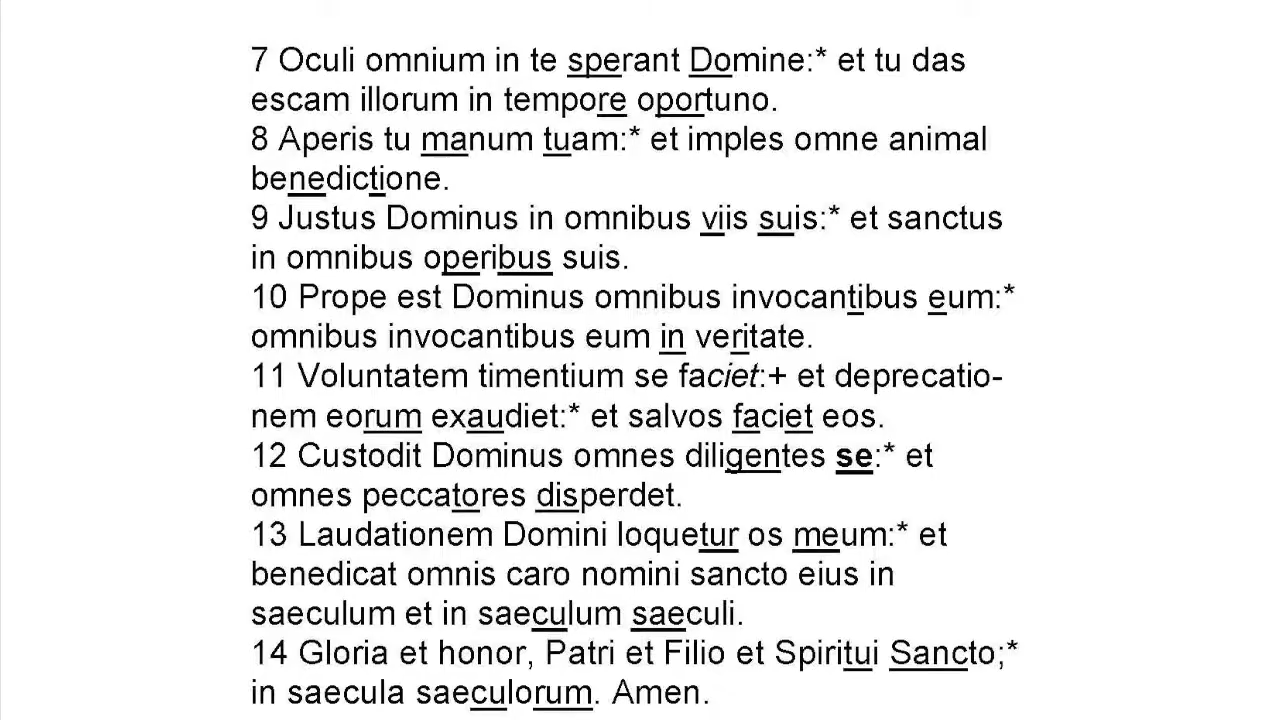 7 Oculi omnium in te sperant Domine:* et tu das
escam illorum in tempore oportuno.
8 Aperis tu manum tuam:* et imples omne animal
benedictione.
9 Justus Dominus in omnibus viis suis:* et sanctus
in omnibus operibus suis.
10 Prope est Dominus omnibus invocantibus eum:*
omnibus invocantibus eum in veritate.
11 Voluntatem timentium se faciet:+ et deprecatio-
nem eorum exaudiet:* et salvos faciet eos.
12 Custodit Dominus omnes diligentes se:* et
omnes peccatores disperdet.
13 Laudationem Domini loquetur os meum:* et
benedicat omnis caro nomini sancto eius in
saeculum et in saeculum saeculi.
14 Gloria et honor, Patri et Filio et Spiritui Sancto;*
in saecula saeculorum. Amen.